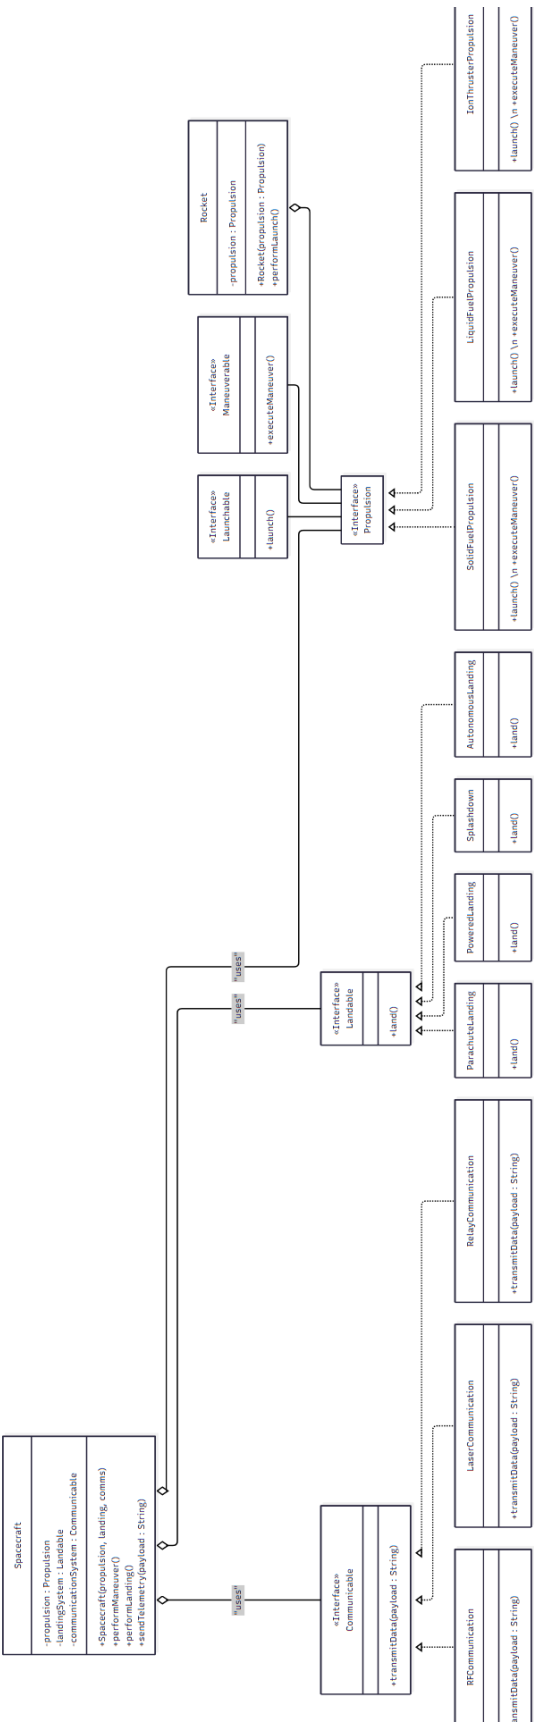 Spacecraft
-propulsion : Propulsion
-landingSystem : Landable
-communicationSystem : Communicable
+Spacecraft(propulsion, landing, comms)
+performManeuver()
+performLanding()
+sendTelemetry(payload : String)
Rocket
-propulsion : Propulsion
+Rocket(propulsion : Propulsion)
+performLaunch()
«Interface»
Maneuverable
+executeManeuver()
«Interface»
Launchable
+launch()
"uses"
"uses"
"uses"
«Interface»
Communicable
+transmitData(payload : String)
«Interface»
Landable
+land()
«Interface»
Propulsion
RFCommunication
ansmitData(payload : String)
LaserCommunication
+transmitData(payload : String)
RelayCommunication
+transmitData(payload : String)
ParachuteLanding
+land()
PoweredLanding
+land()
Splashdown
+land()
AutonomousLanding
+land()
SolidFuelPropulsion
+launch() \n +executeManeuver()
LiquidFuelPropulsion
+launch() \n +executeManeuver()
IonThrusterPropulsion
+launch() \n +executeManeuver()